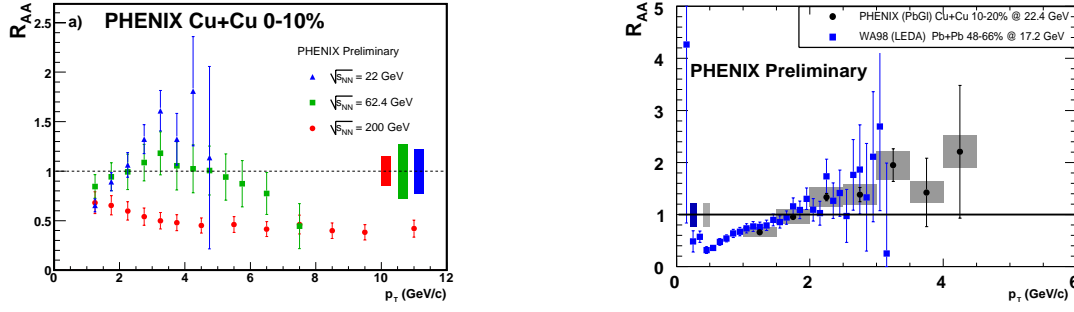 a) PHENIX Cu+Cu 0-10%
R_AA
2.5
2
1.5
1
0.5
0
PHENIX Preliminary
√s_NN = 22 GeV
√s_NN = 62.4 GeV
√s_NN = 200 GeV
0 2 4 6 8 10 12
p_T (GeV/c)
R_AA
5
4
3
2
1
0
PHENIX (PbGl) Cu+Cu 10-20% @ 22.4 GeV
WA98 (LEDA) Pb+Pb 48-66% @ 17.2 GeV
PHENIX Preliminary
0 2 4 6
p_T (GeV/c)